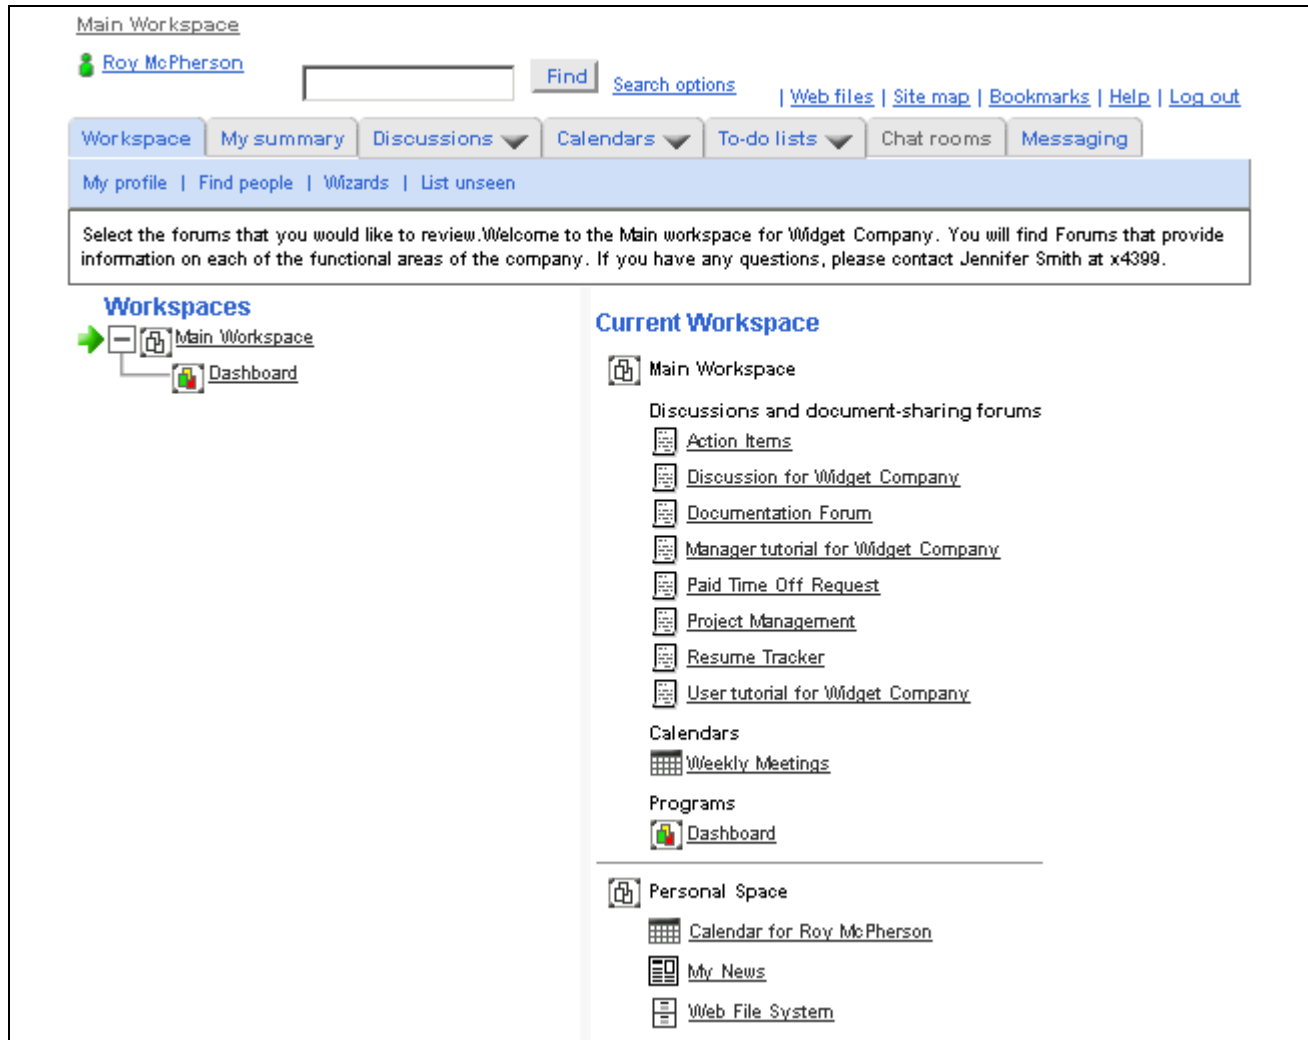 Main Workspace
Roy McPherson
Find
Search options
| Web files | Site map | Bookmarks | Help | Log out
Workspace My summary Discussions Calendars To-do lists Chat rooms Messaging
My profile | Find people | Wizards | List unseen
Select the forums that you would like to review.Welcome to the Main workspace for Widget Company. You will find Forums that provide
information on each of the functional areas of the company. If you have any questions, please contact Jennifer Smith at x4399.
Workspaces
Main Workspace
Dashboard
Current Workspace
Main Workspace
Discussions and document-sharing forums
Action Items
Discussion for Widget Company
Documentation Forum
Manager tutorial for Widget Company
Paid Time Off Request
Project Management
Resume Tracker
User tutorial for Widget Company
Calendars
Weekly Meetings
Programs
Dashboard
Personal Space
Calendar for Roy McPherson
My News
Web File System